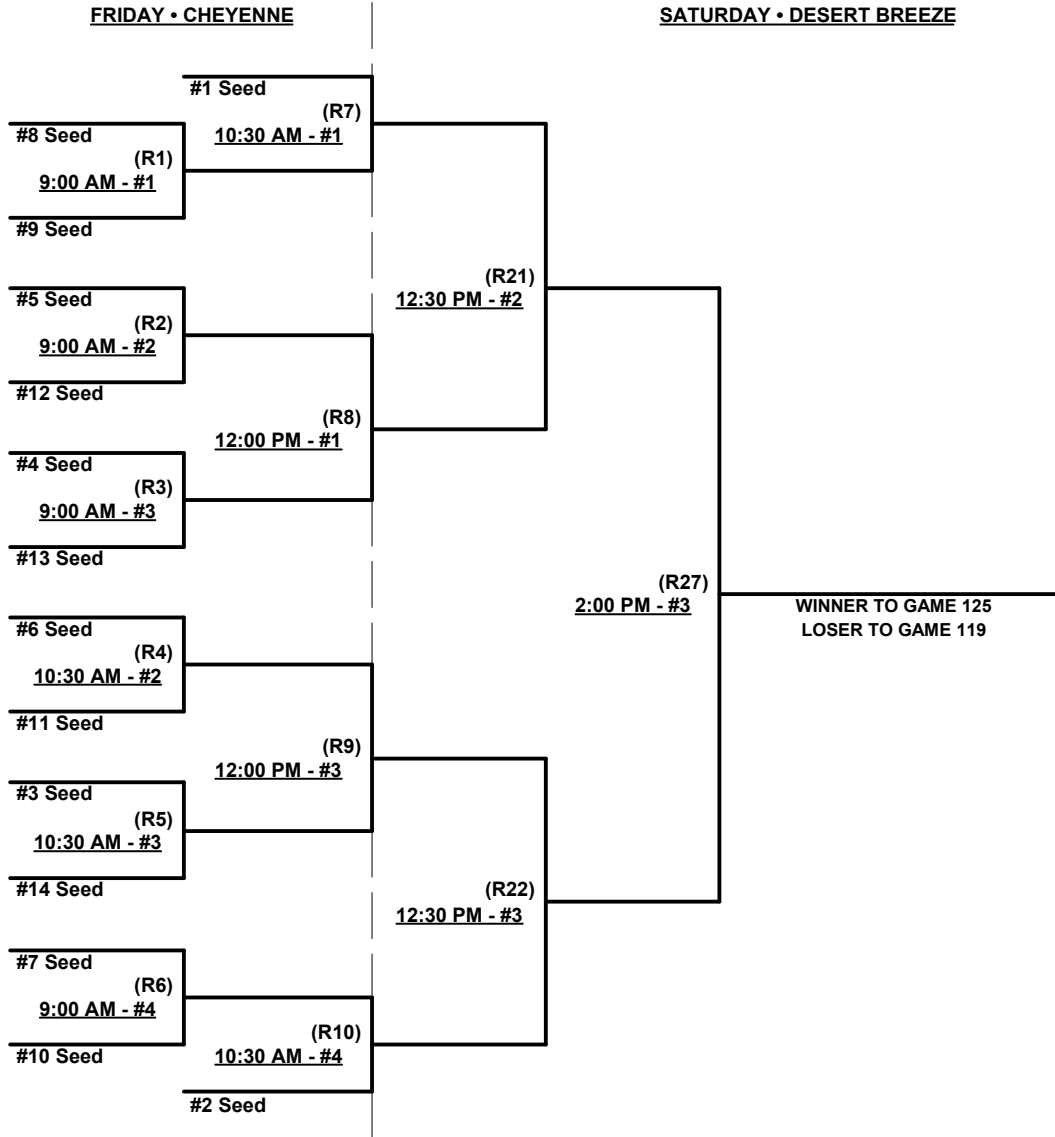 FRIDAY • CHEYENNE
SATURDAY • DESERT BREEZE
#1 Seed
(R7)
10:30 AM - #1
#8 Seed
(R1)
9:00 AM - #1
#9 Seed
#5 Seed
(R2)
9:00 AM - #2
#12 Seed
(R8)
12:00 PM - #1
#4 Seed
(R3)
9:00 AM - #3
#13 Seed
(R21)
12:30 PM - #2
#6 Seed
(R4)
10:30 AM - #2
#11 Seed
(R9)
12:00 PM - #3
#3 Seed
(R5)
10:30 AM - #3
#14 Seed
(R22)
12:30 PM - #3
#7 Seed
(R6)
9:00 AM - #4
#10 Seed
(R10)
10:30 AM - #4
#2 Seed
(R27)
2:00 PM - #3
WINNER TO GAME 125
LOSER TO GAME 119